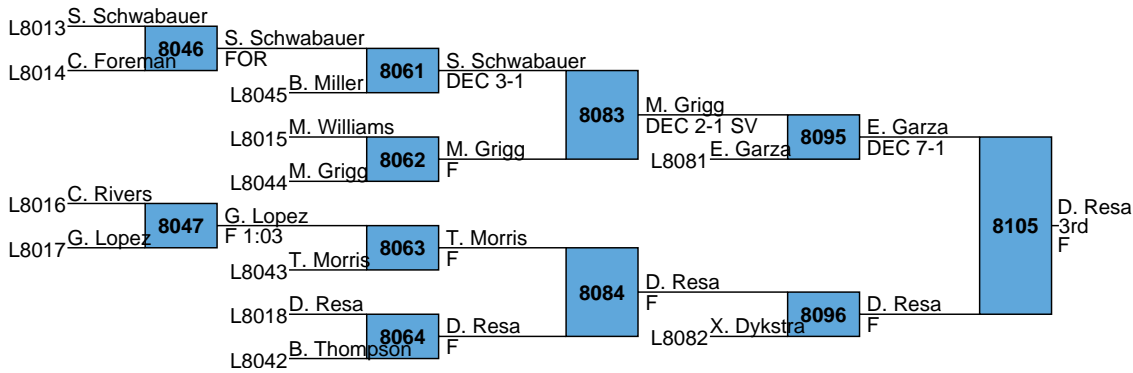 L8013 S. Schwabauer
8046
L8014 C. Foreman
S. Schwabauer
FOR
8061
L8045 B. Miller
S. Schwabauer
DEC 3-1
8083
L8015 M. Williams
8062
L8044 M. Grigg
M. Grigg
F
M. Grigg
DEC 2-1 SV
8095
L8081 E. Garza
E. Garza
DEC 7-1
8105
L8016 C. Rivers
8047
L8017 G. Lopez
G. Lopez
F 1:03
8063
L8043 T. Morris
T. Morris
F
8084
L8018 D. Resa
8064
L8042 B. Thompson
D. Resa
F
D. Resa
F
8096
L8082 X. Dykstra
D. Resa
F
D. Resa
3rd
F